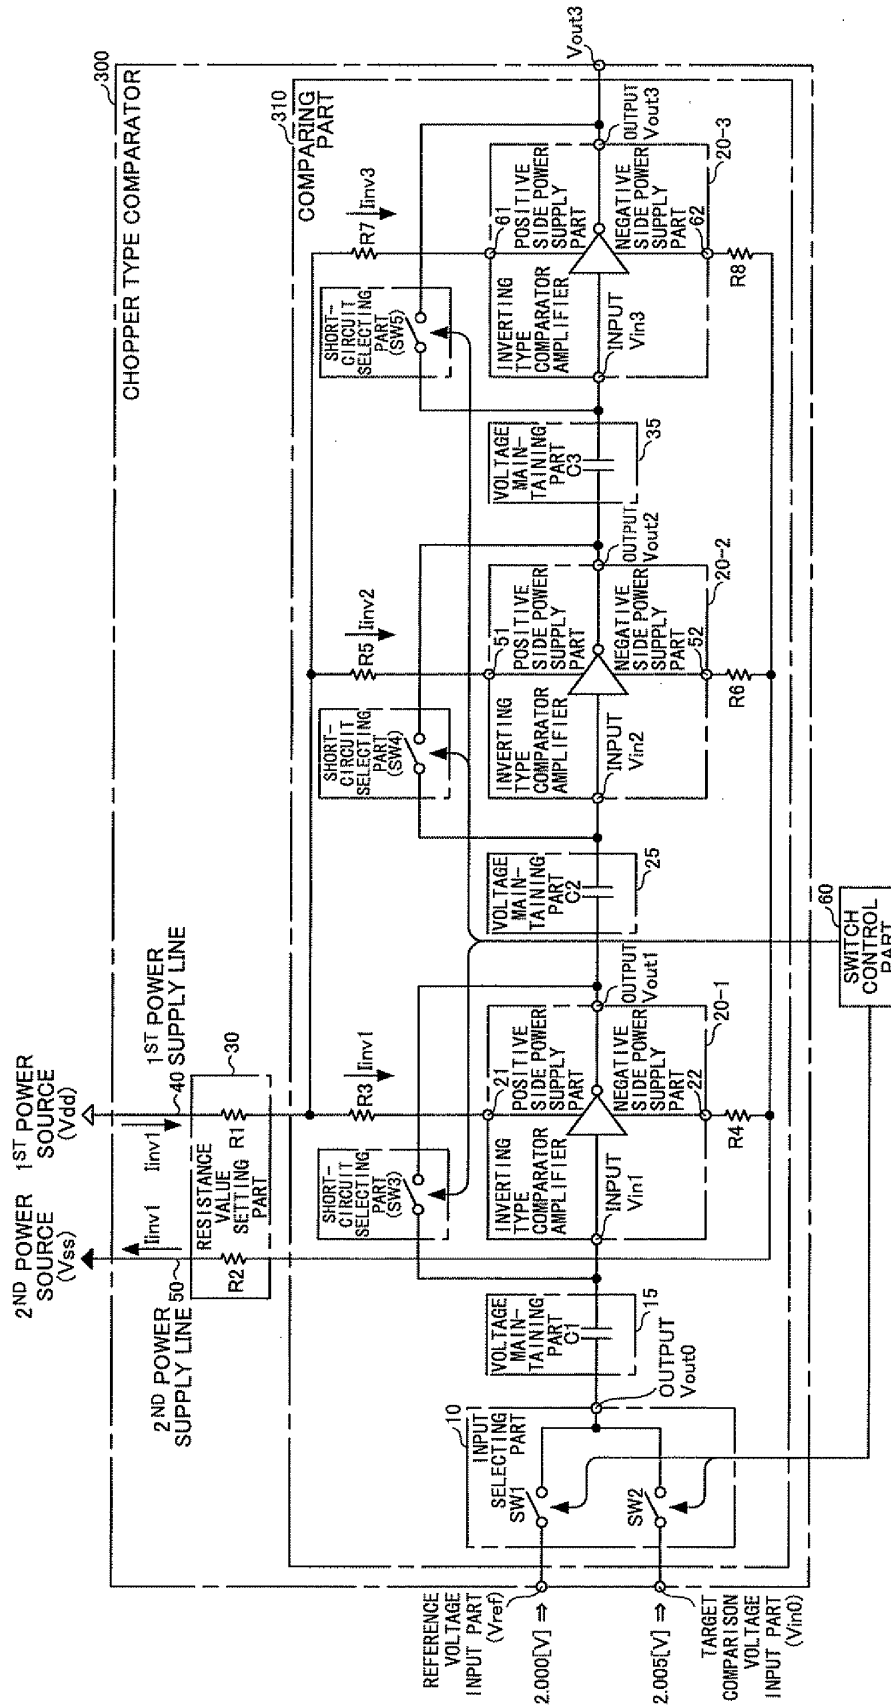 300
CHOPPER TYPE COMPARATOR
310
COMPARING
PART
2ND POWER
SOURCE
(Vss)
1ST POWER
SOURCE
(Vdd)
Iinv1
Iinv1
50
2ND POWER
SUPPLY LINE
40
1ST POWER
SUPPLY LINE
30
RESISTANCE
VALUE
SETTING
PART
R2
R1
SHORT-
CIRCUIT
SELECTING
PART
(SW3)
R3
Iinv1
SHORT-
CIRCUIT
SELECTING
PART
(SW4)
R5
Iinv2
SHORT-
CIRCUIT
SELECTING
PART
(SW5)
R7
Iinv3
10
INPUT
SELECTING
PART
SW1
SW2
OUTPUT
Vout0
VOLTAGE
MAIN-
TAINING
PART
C1
15
INVERTING
TYPE
COMPARATOR
AMPLIFIER
21
POSITIVE
SIDE POWER
SUPPLY
PART
NEGATIVE
SIDE POWER
SUPPLY
PART
22
INPUT
Vin1
OUTPUT
Vout1
20-1
R4
VOLTAGE
MAIN-
TAINING
PART
C2
25
INVERTING
TYPE
COMPARATOR
AMPLIFIER
51
POSITIVE
SIDE POWER
SUPPLY
PART
NEGATIVE
SIDE POWER
SUPPLY
PART
52
INPUT
Vin2
OUTPUT
Vout2
20-2
R6
VOLTAGE
MAIN-
TAINING
PART
C3
35
INVERTING
TYPE
COMPARATOR
AMPLIFIER
61
POSITIVE
SIDE POWER
SUPPLY
PART
NEGATIVE
SIDE POWER
SUPPLY
PART
62
INPUT
Vin3
OUTPUT
Vout3
20-3
R8
Vout3
REFERENCE
VOLTAGE
INPUT PART
(Vref)
2.000[V] ⇒
2.005[V] ⇒
TARGET
COMPARISON
VOLTAGE
INPUT PART
(Vin0)
60
SWITCH
CONTROL
PART